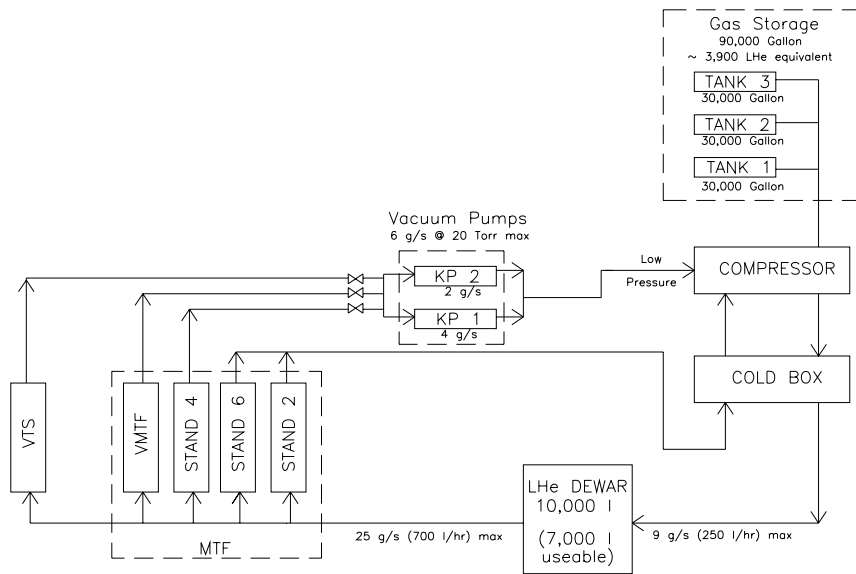 Gas Storage
90,000 Gallon
~ 3,900 LHe equivalent
TANK 3
30,000 Gallon
TANK 2
30,000 Gallon
TANK 1
30,000 Gallon
Vacuum Pumps
6 g/s @ 20 Torr max
KP 2
2 g/s
KP 1
4 g/s
Low
Pressure
COMPRESSOR
COLD BOX
VTS
VMTF
STAND 4
STAND 6
STAND 2
MTF
25 g/s (700 l/hr) max
LHe DEWAR
10,000 l
(7,000 l
useable)
9 g/s (250 l/hr) max